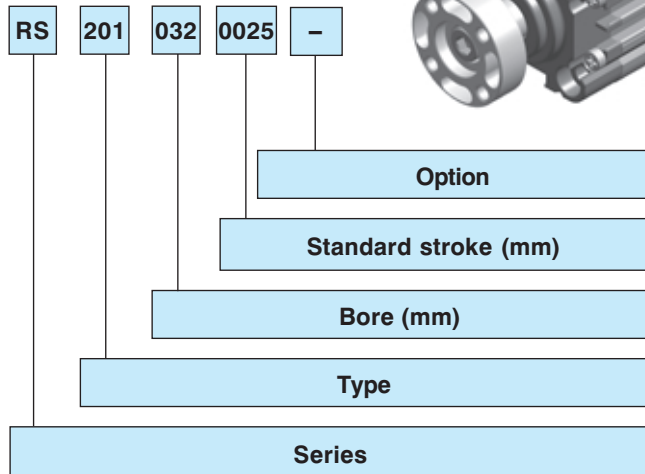 RS 201 032 0025 –
Option
Standard stroke (mm)
Bore (mm)
Type
Series